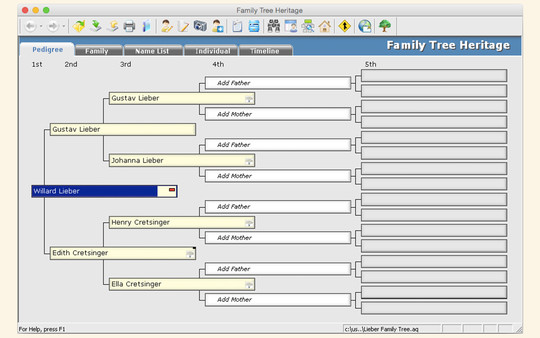 Family Tree Heritage
Pedigree Family Name List Individual Timeline
Family Tree Heritage
1st 2nd 3rd 4th 5th
Add Father
Gustav Lieber
Add Mother
Gustav Lieber
Add Father
Johanna Lieber
Add Mother
Willard Lieber
Add Father
Henry Cretsinger
Add Mother
Edith Cretsinger
Add Father
Ella Cretsinger
Add Mother
For Help, press F1
c:\us..\Lieber Family Tree.aq